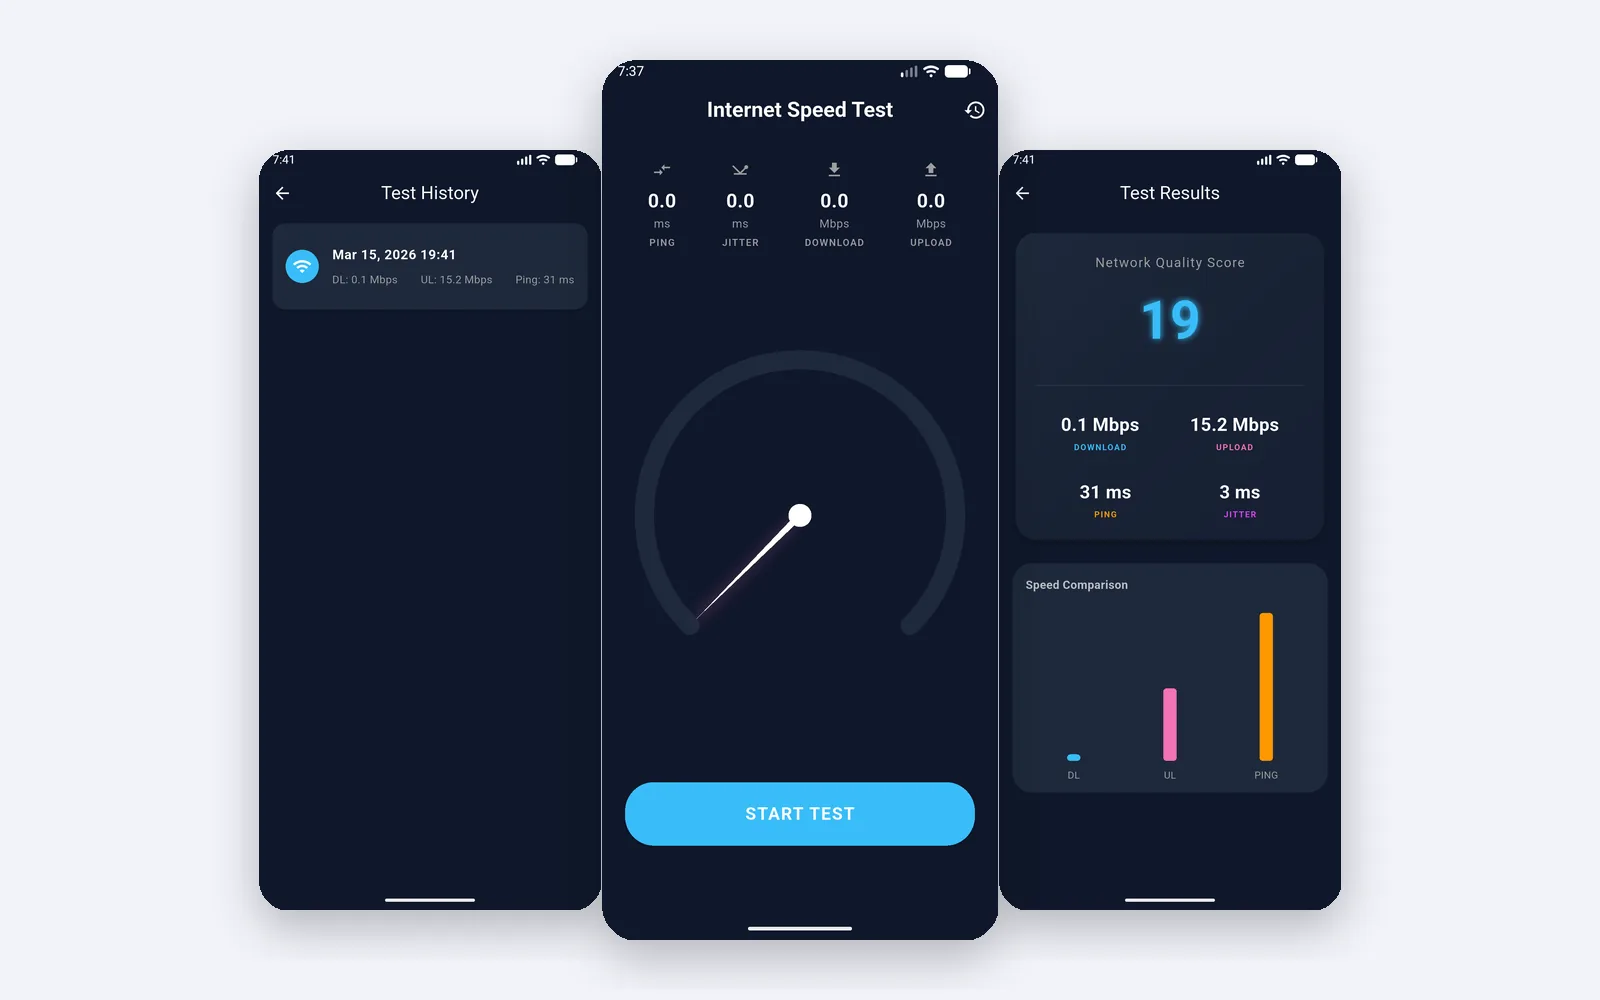 7:41
Test History
Mar 15, 2026 19:41
DL: 0.1 Mbps UL: 15.2 Mbps Ping: 31 ms
7:37
Internet Speed Test
0.0 0.0 0.0 0.0
ms ms Mbps Mbps
PING JITTER DOWNLOAD UPLOAD
START TEST
7:41
Test Results
Network Quality Score
19
0.1 Mbps 15.2 Mbps
DOWNLOAD UPLOAD
31 ms 3 ms
PING JITTER
Speed Comparison
DL UL PING